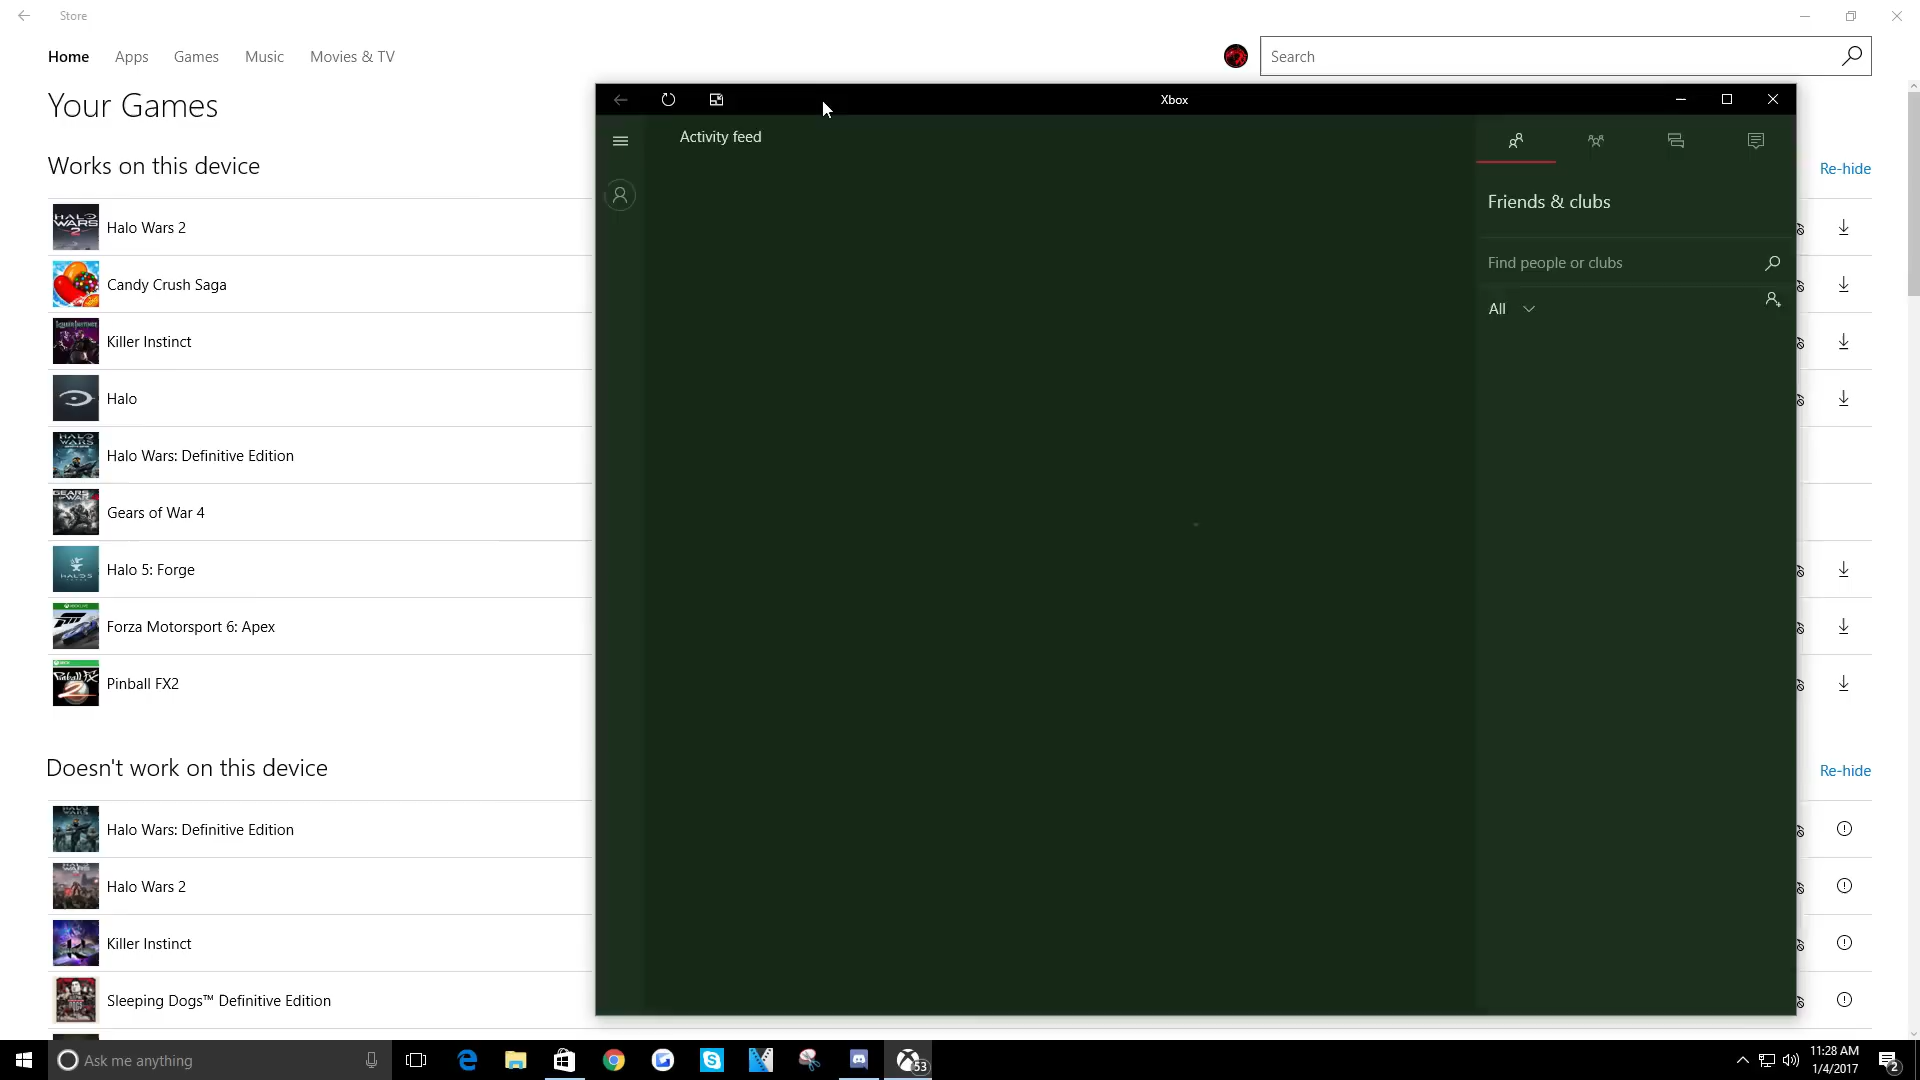 Store
Home Apps Games Music Movies & TV
Search
Your Games
Works on this device
Re-hide
Halo Wars 2
Candy Crush Saga
Killer Instinct
Halo
Halo Wars: Definitive Edition
Gears of War 4
Halo 5: Forge
Forza Motorsport 6: Apex
Pinball FX2
Doesn't work on this device
Re-hide
Halo Wars: Definitive Edition
Halo Wars 2
Killer Instinct
Sleeping Dogs™ Definitive Edition
Xbox
Activity feed
Friends & clubs
Find people or clubs
All
Ask me anything
53
11:28 AM
1/4/2017
2